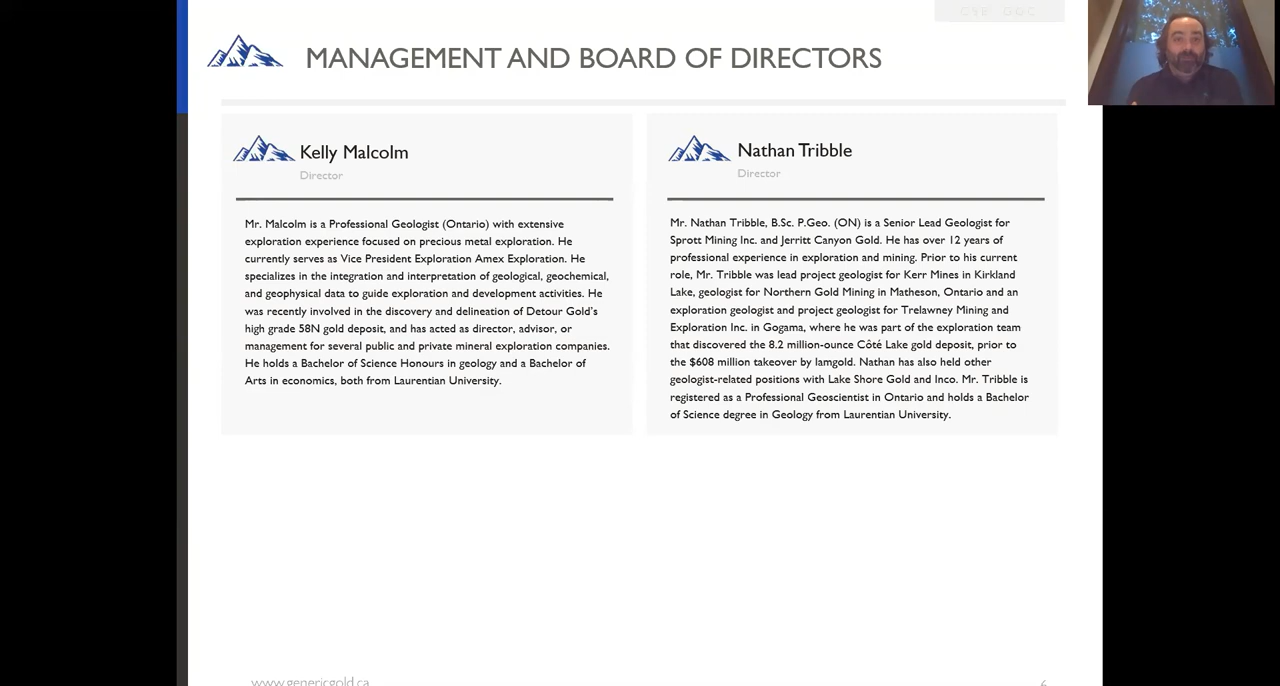 CSE: GGC
MANAGEMENT AND BOARD OF DIRECTORS
Kelly Malcolm
Director
Mr. Malcolm is a Professional Geologist (Ontario) with extensive
exploration experience focused on precious metal exploration. He
currently serves as Vice President Exploration Amex Exploration. He
specializes in the integration and interpretation of geological, geochemical,
and geophysical data to guide exploration and development activities. He
was recently involved in the discovery and delineation of Detour Gold's
high grade 58N gold deposit, and has acted as director, advisor, or
management for several public and private mineral exploration companies.
He holds a Bachelor of Science Honours in geology and a Bachelor of
Arts in economics, both from Laurentian University.
Nathan Tribble
Director
Mr. Nathan Tribble, B.Sc. P.Geo. (ON) is a Senior Lead Geologist for
Sprott Mining Inc. and Jerritt Canyon Gold. He has over 12 years of
professional experience in exploration and mining. Prior to his current
role, Mr. Tribble was lead project geologist for Kerr Mines in Kirkland
Lake, geologist for Northern Gold Mining in Matheson, Ontario and an
exploration geologist and project geologist for Trelawney Mining and
Exploration Inc. in Gogama, where he was part of the exploration team
that discovered the 8.2 million-ounce Côté Lake gold deposit, prior to
the $608 million takeover by Iamgold. Nathan has also held other
geologist-related positions with Lake Shore Gold and Inco. Mr. Tribble is
registered as a Professional Geoscientist in Ontario and holds a Bachelor
of Science degree in Geology from Laurentian University.
www.genericgold.ca
6